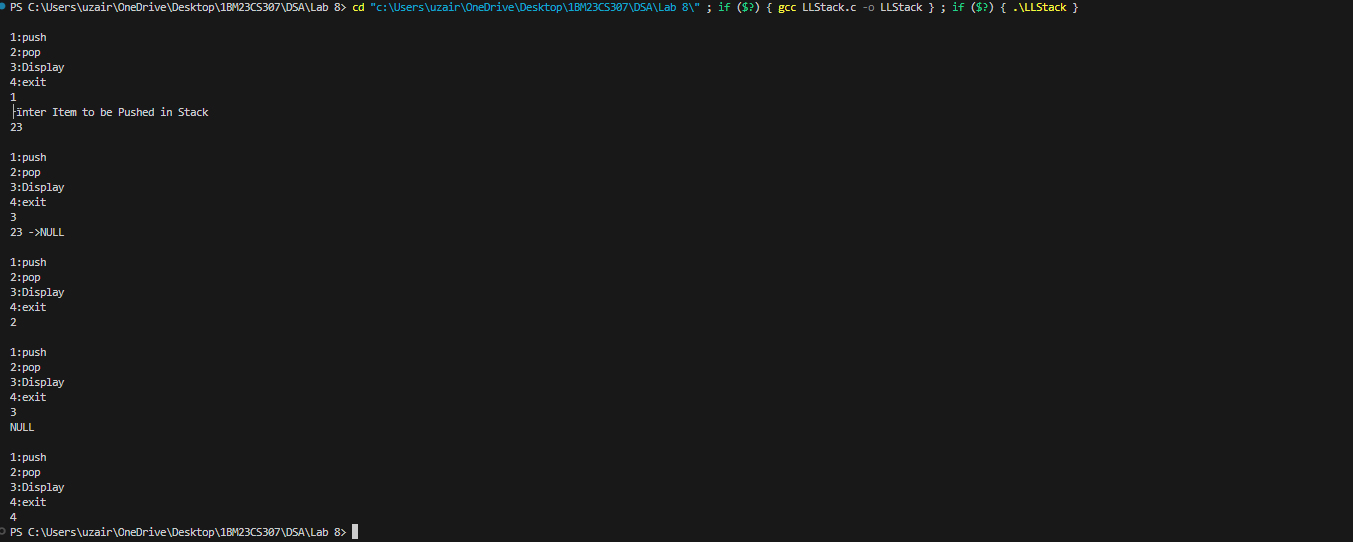 PS C:\Users\uzair\OneDrive\Desktop\1BM23CS307\DSA\Lab 8> cd "c:\Users\uzair\OneDrive\Desktop\1BM23CS307\DSA\Lab 8\" ; if ($?) { gcc LLStack.c -o LLStack } ; if ($?) { .\LLStack }
1:push
2:pop
3:Display
4:exit
1
Enter Item to be Pushed in Stack
23
1:push
2:pop
3:Display
4:exit
3
23 ->NULL
1:push
2:pop
3:Display
4:exit
2
1:push
2:pop
3:Display
4:exit
3
NULL
1:push
2:pop
3:Display
4:exit
4
PS C:\Users\uzair\OneDrive\Desktop\1BM23CS307\DSA\Lab 8>